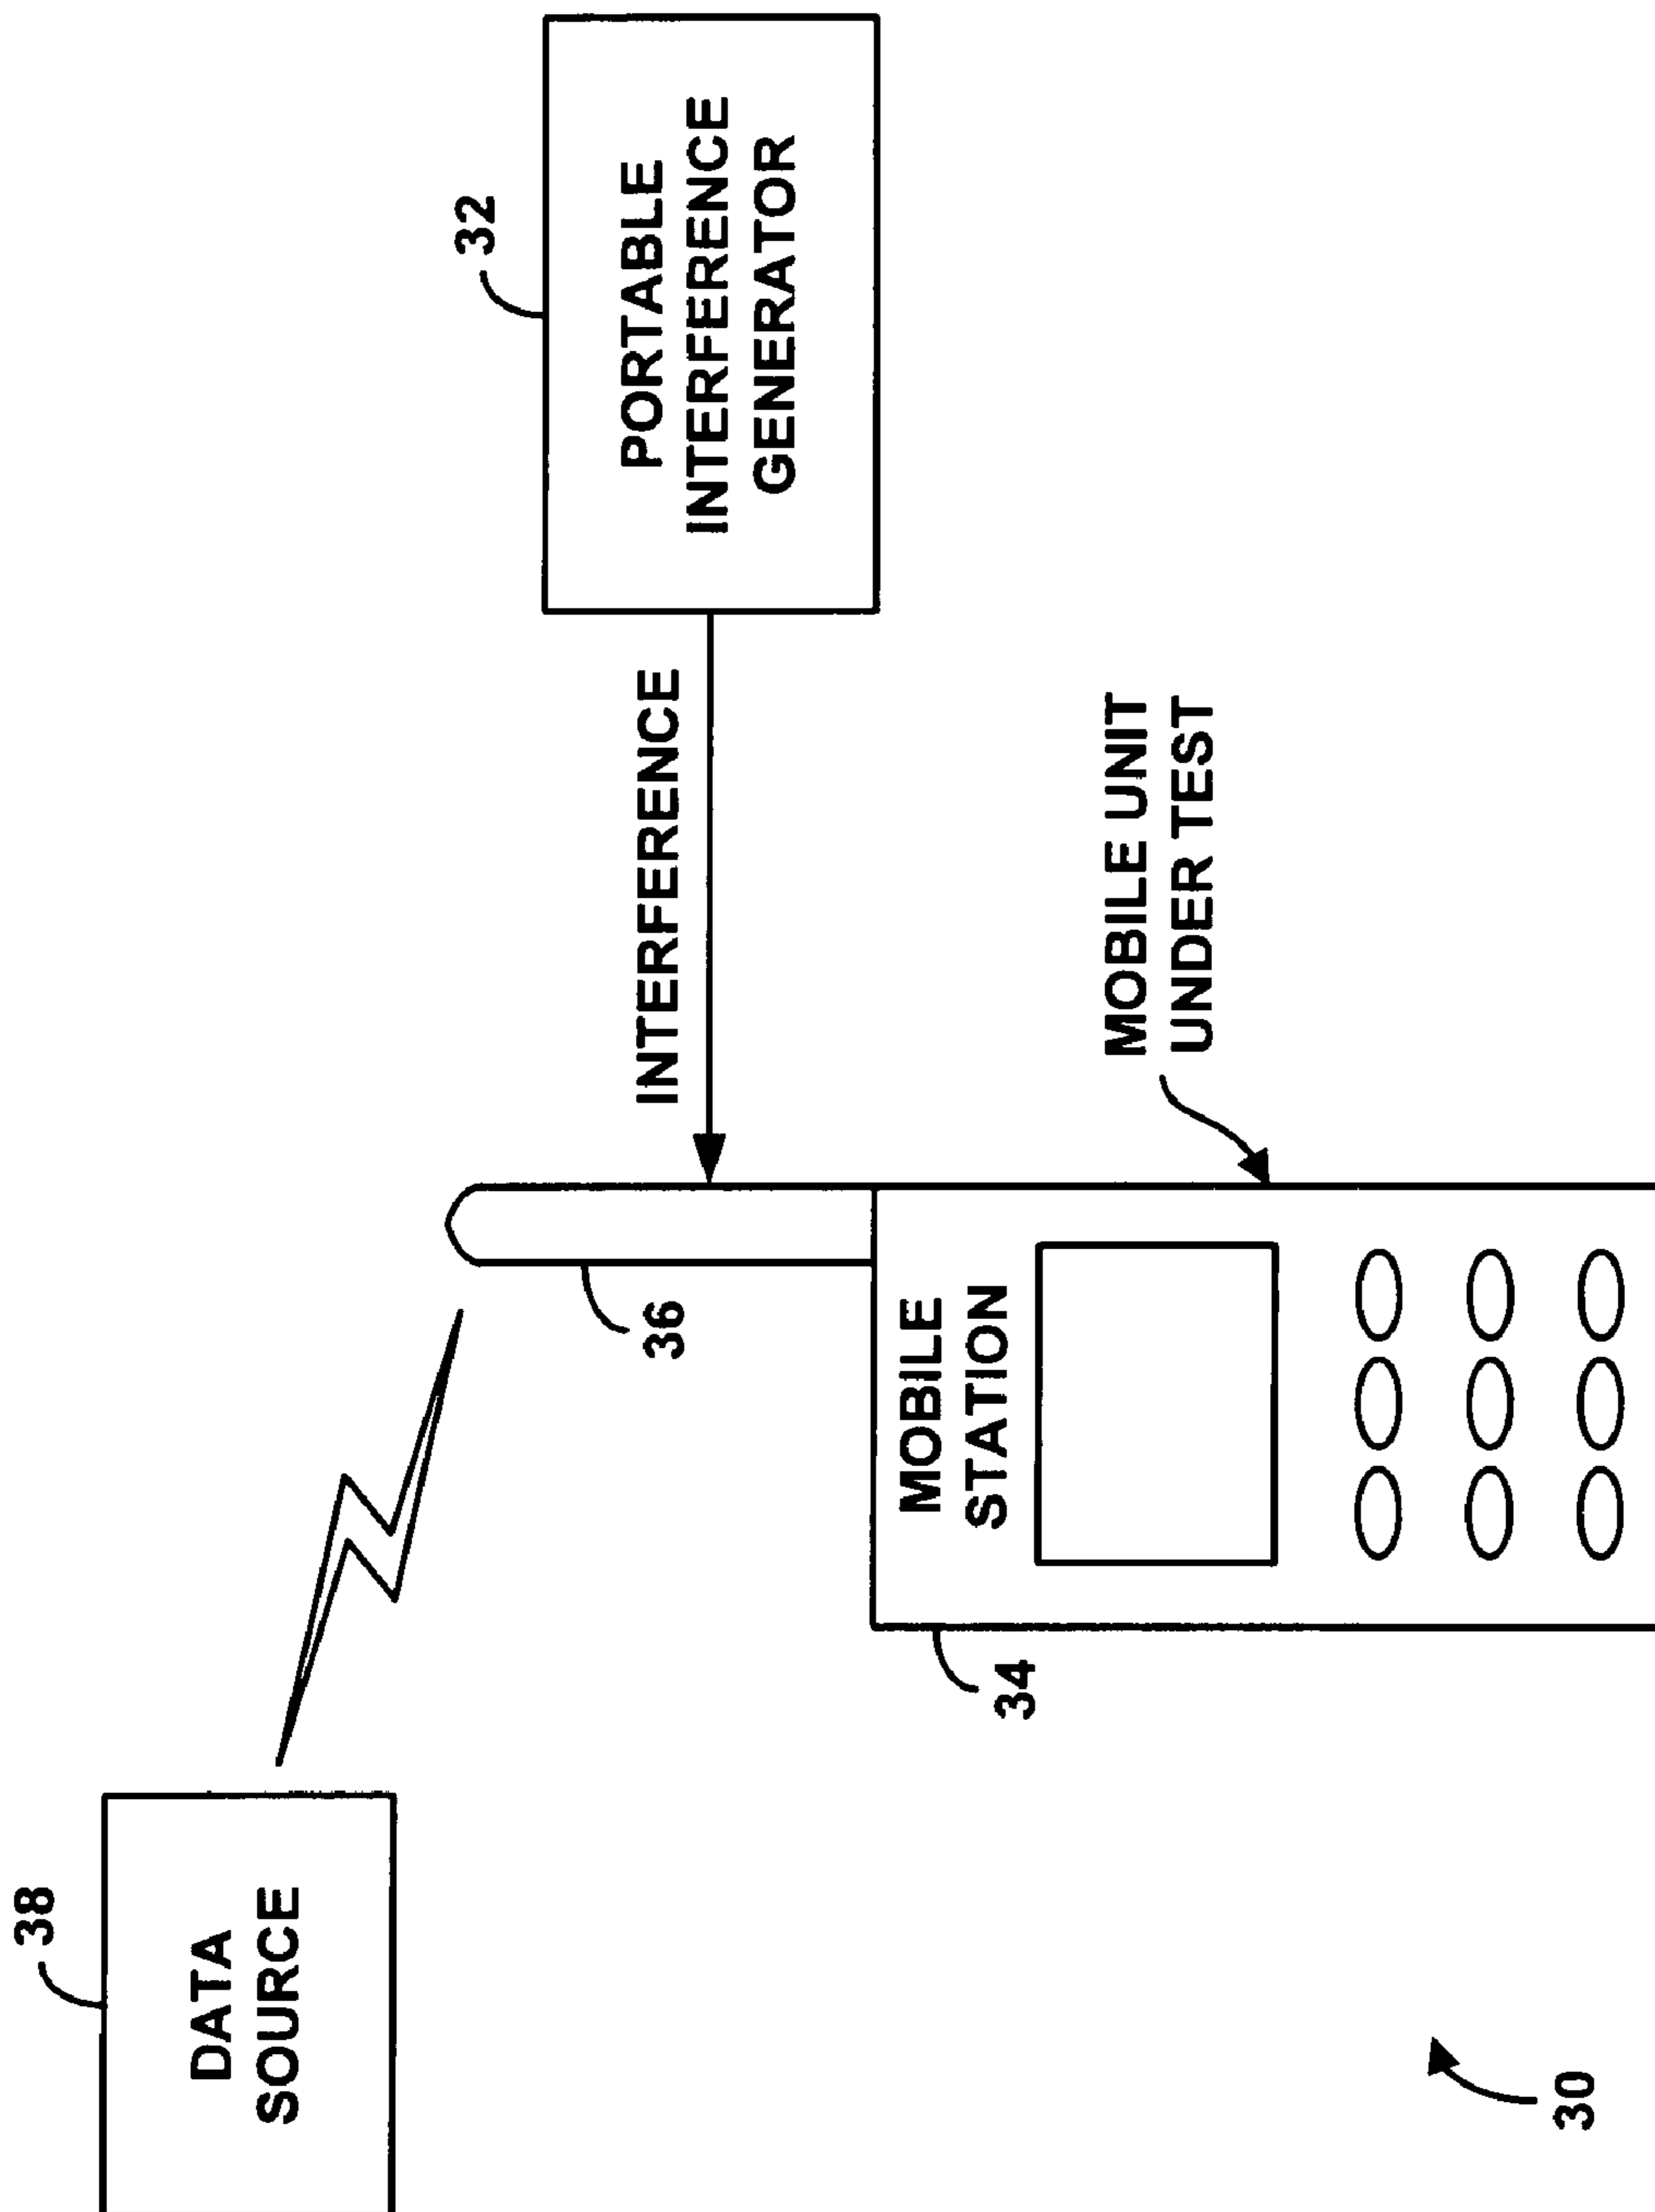 38
DATA
SOURCE
32
PORTABLE
INTERFERENCE
GENERATOR
INTERFERENCE
36
MOBILE
STATION
34
MOBILE UNIT
UNDER TEST
30